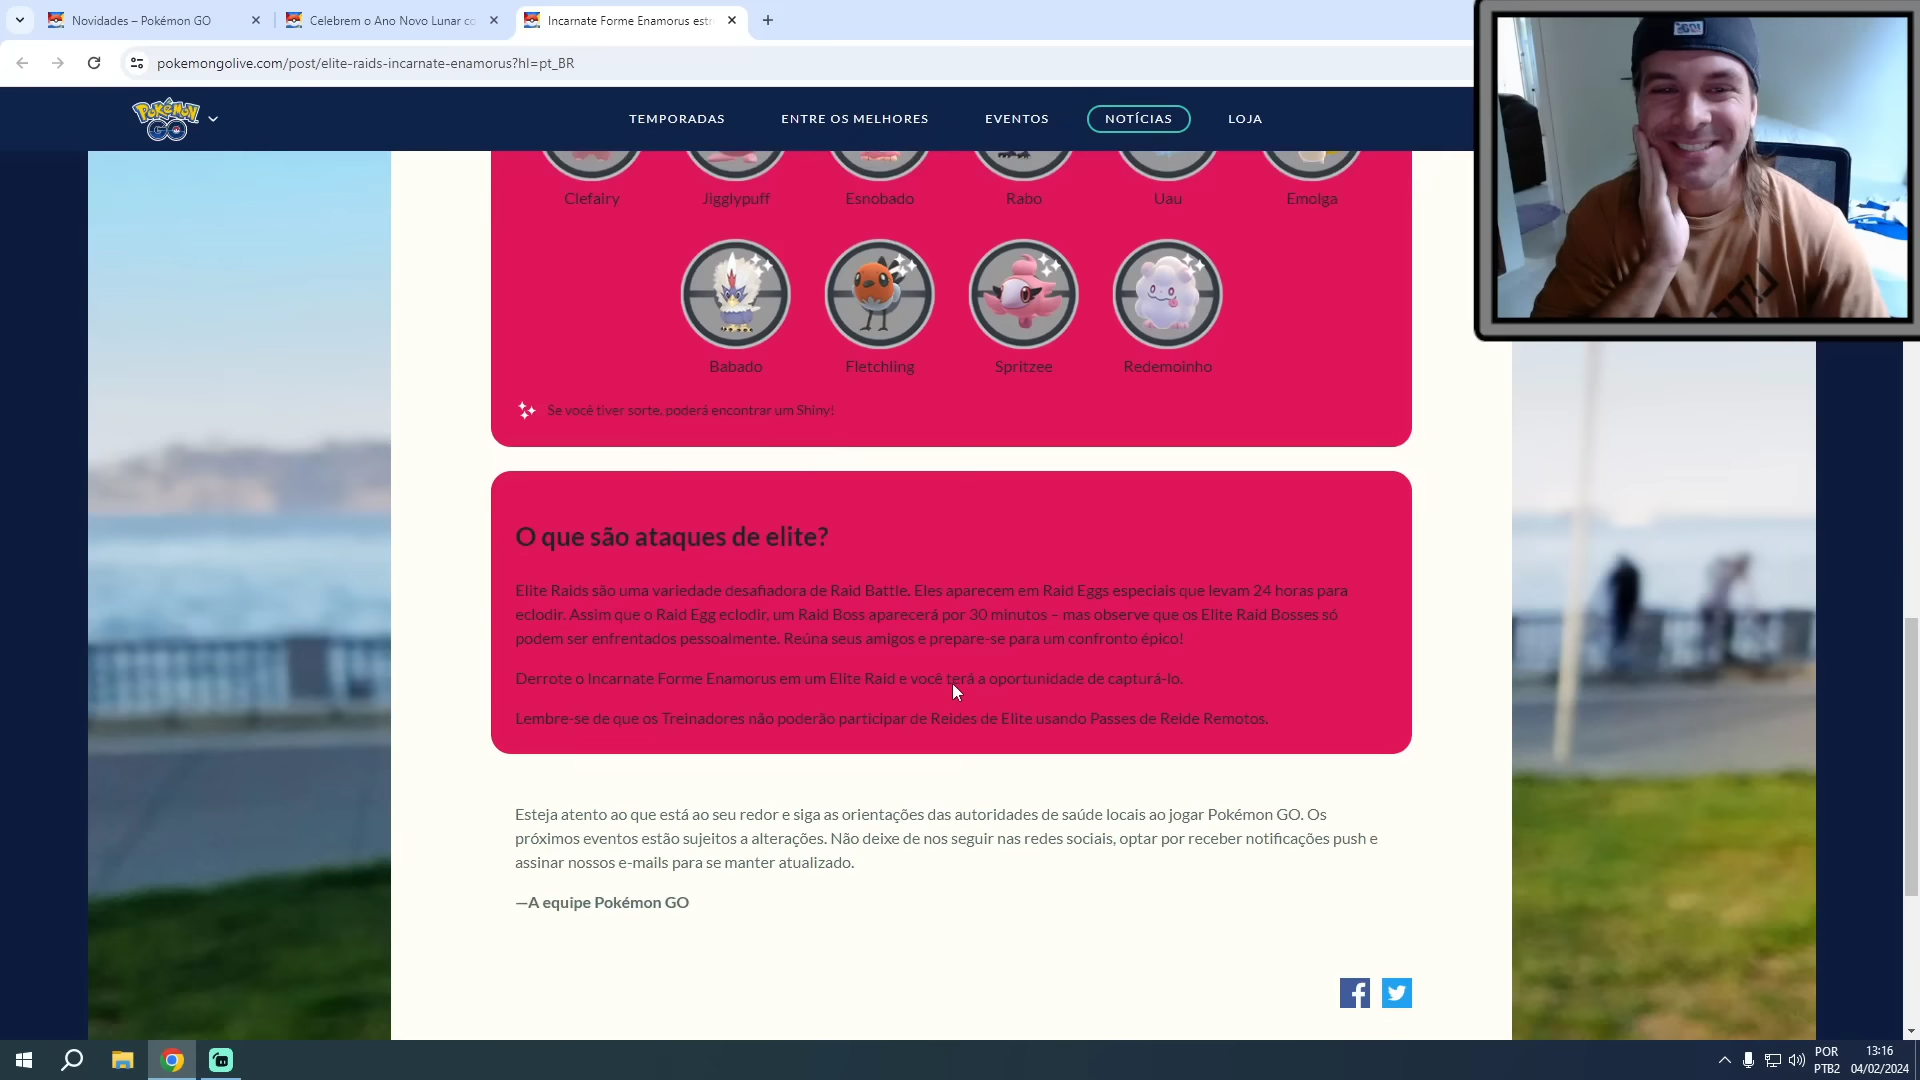 Novidades – Pokémon GO
Celebrem o Ano Novo Lunar co
Incarnate Forme Enamorus estr
pokemongolive.com/post/elite-raids-incarnate-enamorus?hl=pt_BR
POKÉMON GO
TEMPORADAS
ENTRE OS MELHORES
EVENTOS
NOTÍCIAS
LOJA
Clefairy
Jigglypuff
Esnobado
Rabo
Uau
Emolga
Babado
Fletchling
Spritzee
Redemoinho
Se você tiver sorte, poderá encontrar um Shiny!
O que são ataques de elite?
Elite Raids são uma variedade desafiadora de Raid Battle. Eles aparecem em Raid Eggs especiais que levam 24 horas para
eclodir. Assim que o Raid Egg eclodir, um Raid Boss aparecerá por 30 minutos – mas observe que os Elite Raid Bosses só
podem ser enfrentados pessoalmente. Reúna seus amigos e prepare-se para um confronto épico!
Derrote o Incarnate Forme Enamorus em um Elite Raid e você terá a oportunidade de capturá-lo.
Lembre-se de que os Treinadores não poderão participar de Reides de Elite usando Passes de Reide Remotos.
Esteja atento ao que está ao seu redor e siga as orientações das autoridades de saúde locais ao jogar Pokémon GO. Os
próximos eventos estão sujeitos a alterações. Não deixe de nos seguir nas redes sociais, optar por receber notificações push e
assinar nossos e-mails para se manter atualizado.
—A equipe Pokémon GO
POR
PTB2
13:16
04/02/2024